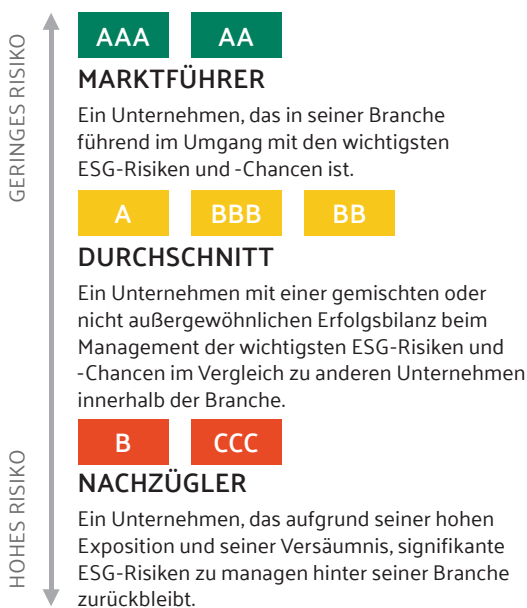 GERINGES RISIKO
AAA AA
MARKTFÜHRER
Ein Unternehmen, das in seiner Branche
führend im Umgang mit den wichtigsten
ESG-Risiken und -Chancen ist.
A BBB BB
DURCHSCHNITT
Ein Unternehmen mit einer gemischten oder
nicht außergewöhnlichen Erfolgsbilanz beim
Management der wichtigsten ESG-Risiken und
-Chancen im Vergleich zu anderen Unternehmen
innerhalb der Branche.
HOHES RISIKO
B CCC
NACHZÜGLER
Ein Unternehmen, das aufgrund seiner hohen
Exposition und seiner Versäumnis, signifikante
ESG-Risiken zu managen hinter seiner Branche
zurückbleibt.